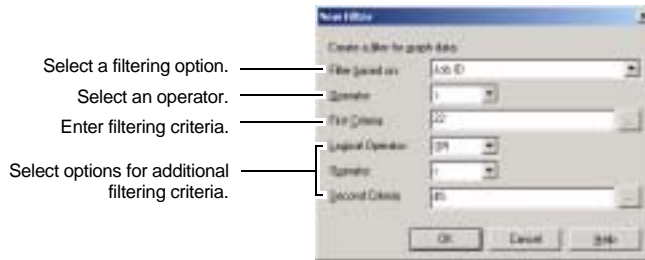 New Filter
Create a filter for graph data
Select a filtering option.
Filter based on:
Job ID
Select an operator.
Operator
Enter filtering criteria.
First Criteria
22
...
Logical Operator
OR
Select options for additional
filtering criteria.
Operator
Second Criteria
...
OK
Cancel
Help